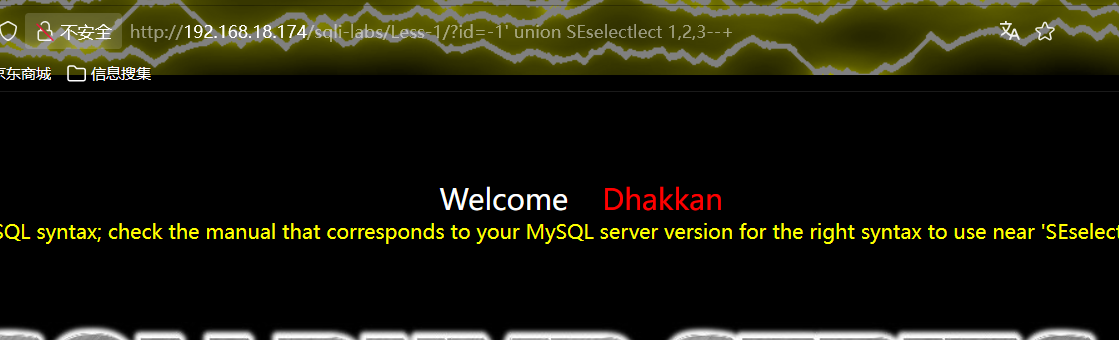 不安全 http://192.168.18.174/sqli-labs/Less-1/?id=-1' union SEselectlect 1,2,3--+
京东商城 信息搜集
Welcome Dhakkan
SQL syntax; check the manual that corresponds to your MySQL server version for the right syntax to use near 'SEselect